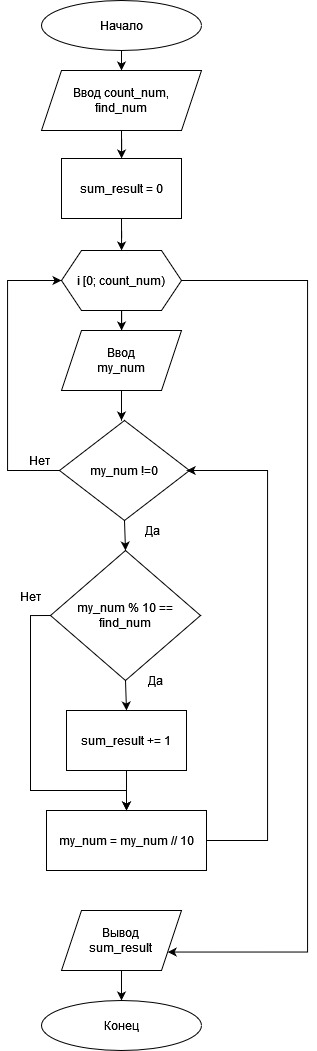 Начало
Ввод count_num,
find_num
sum_result = 0
i [0; count_num)
Ввод
my_num
Нет
my_num !=0
Да
Нет
my_num % 10 ==
find_num
Да
sum_result += 1
my_num = my_num // 10
Вывод
sum_result
Конец